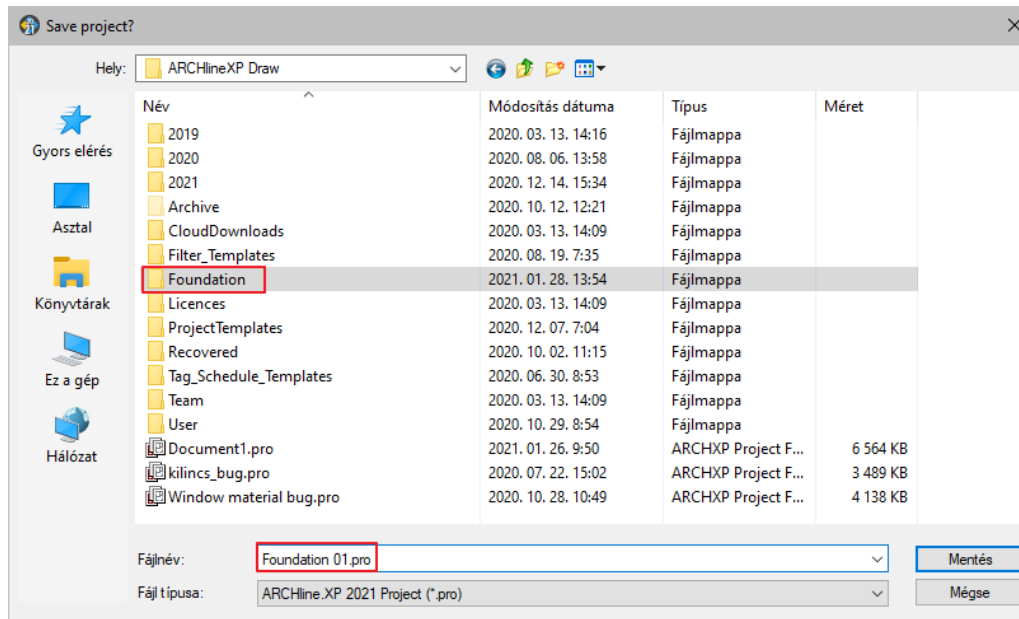 Save project?
Hely: ARCHlineXP Draw
Név Módosítás dátuma Típus Méret
2019 2020. 03. 13. 14:16 Fájlmappa
2020 2020. 08. 06. 13:58 Fájlmappa
2021 2020. 12. 14. 15:34 Fájlmappa
Archive 2020. 10. 12. 12:21 Fájlmappa
CloudDownloads 2020. 03. 13. 14:09 Fájlmappa
Filter_Templates 2020. 08. 19. 7:35 Fájlmappa
Foundation 2021. 01. 28. 13:54 Fájlmappa
Licences 2020. 03. 13. 14:09 Fájlmappa
ProjectTemplates 2020. 12. 07. 7:04 Fájlmappa
Recovered 2020. 10. 02. 11:15 Fájlmappa
Tag_Schedule_Templates 2020. 06. 30. 8:53 Fájlmappa
Team 2020. 03. 13. 14:09 Fájlmappa
User 2020. 10. 29. 8:54 Fájlmappa
Document1.pro 2021. 01. 26. 9:50 ARCHXP Project F... 6 564 KB
kilincs_bug.pro 2020. 07. 22. 15:02 ARCHXP Project F... 3 489 KB
Window material bug.pro 2020. 10. 28. 10:49 ARCHXP Project F... 4 138 KB
Gyors elérés
Asztal
Könyvtárak
Ez a gép
Hálózat
Fájlnév: Foundation 01.pro Mentés
Fájl típusa: ARCHline.XP 2021 Project (*.pro) Mégse